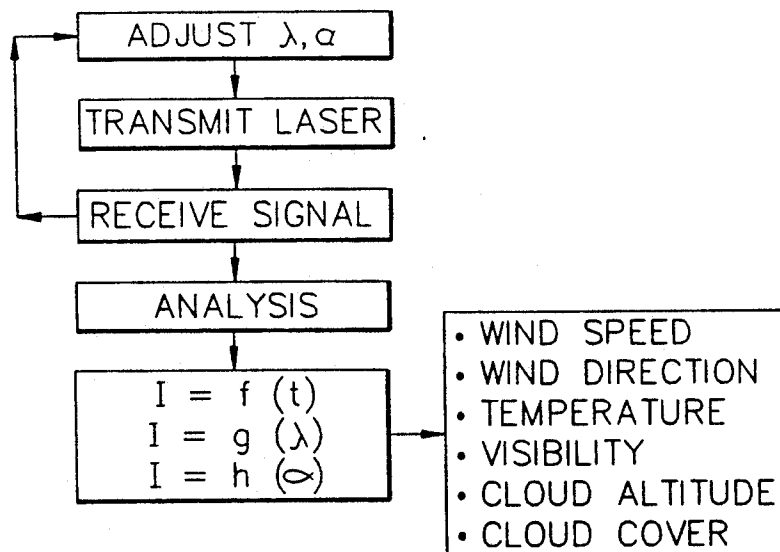 ADJUST λ, α
TRANSMIT LASER
RECEIVE SIGNAL
ANALYSIS
I = f (t)
I = g (λ)
I = h (α)
• WIND SPEED
• WIND DIRECTION
• TEMPERATURE
• VISIBILITY
• CLOUD ALTITUDE
• CLOUD COVER